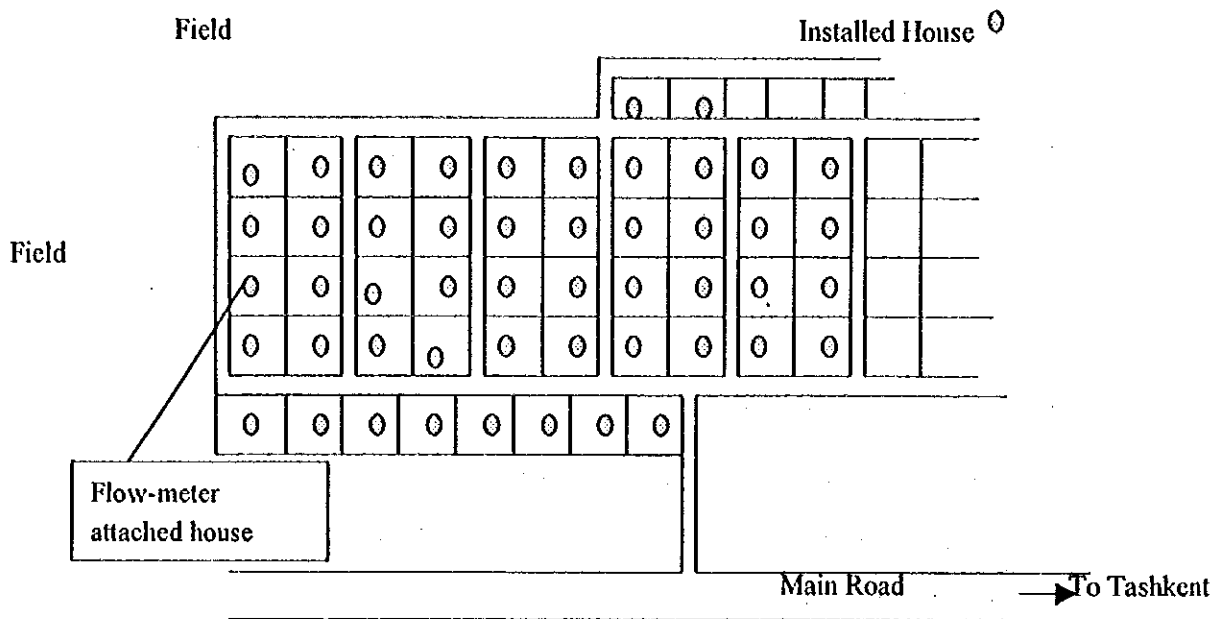 Field
Installed House
Field
Flow-meter
attached house
Main Road
To Tashkent